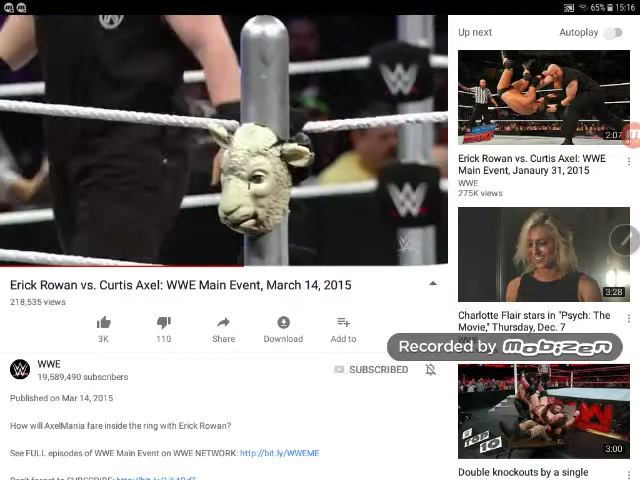 65% 15:16
Up next
Autoplay
2:07
Erick Rowan vs. Curtis Axel: WWE
Main Event, Janaury 31, 2015
WWE
275K views
Erick Rowan vs. Curtis Axel: WWE Main Event, March 14, 2015
218,535 views
3K
110
Share
Download
Add to
3:28
Charlotte Flair stars in "Psych: The
Movie," Thursday, Dec. 7
Recorded by mobizen
WWE
19,589,490 subscribers
SUBSCRIBED
Published on Mar 14, 2015
How will AxelMania fare inside the ring with Erick Rowan?
See FULL episodes of WWE Main Event on WWE NETWORK: http://bit.ly/WWEME
TOP
10
3:00
Double knockouts by a single